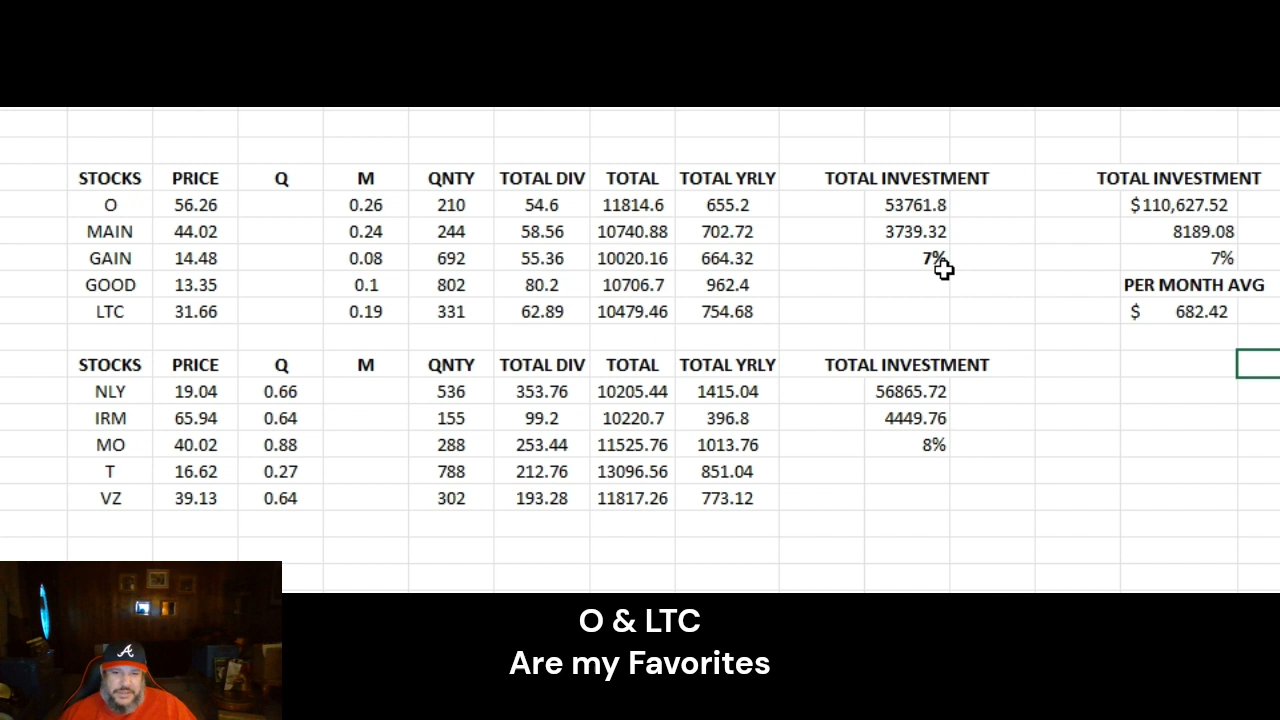 STOCKS PRICE Q M QNTY TOTAL DIV TOTAL TOTAL YRLY TOTAL INVESTMENT TOTAL INVESTMENT
O 56.26 0.26 210 54.6 11814.6 655.2 53761.8 $110,627.52
MAIN 44.02 0.24 244 58.56 10740.88 702.72 3739.32 8189.08
GAIN 14.48 0.08 692 55.36 10020.16 664.32 7% 7%
GOOD 13.35 0.1 802 80.2 10706.7 962.4 PER MONTH AVG
LTC 31.66 0.19 331 62.89 10479.46 754.68 $ 682.42
STOCKS PRICE Q M QNTY TOTAL DIV TOTAL TOTAL YRLY TOTAL INVESTMENT
NLY 19.04 0.66 536 353.76 10205.44 1415.04 56865.72
IRM 65.94 0.64 155 99.2 10220.7 396.8 4449.76
MO 40.02 0.88 288 253.44 11525.76 1013.76 8%
T 16.62 0.27 788 212.76 13096.56 851.04
VZ 39.13 0.64 302 193.28 11817.26 773.12
A
O & LTC
Are my Favorites